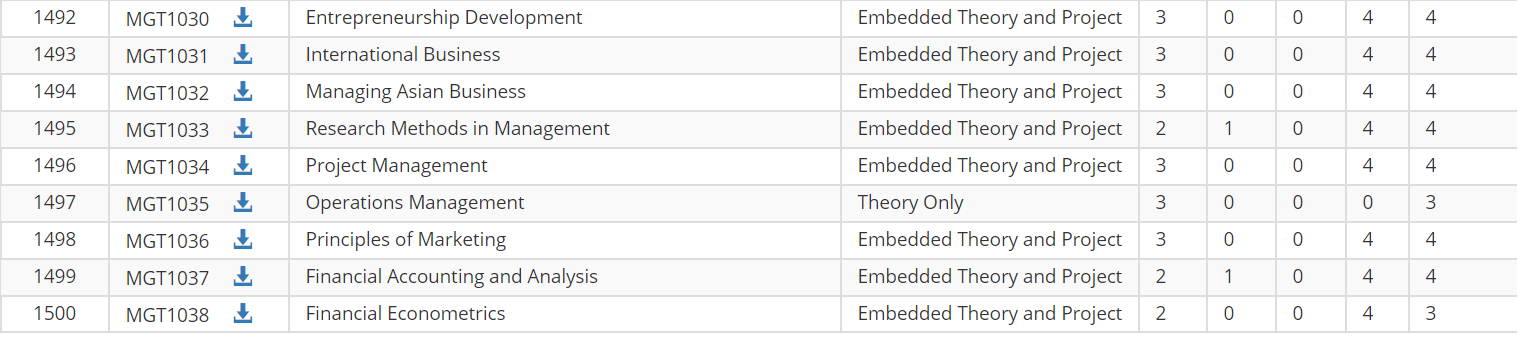 1492 MGT1030 Entrepreneurship Development Embedded Theory and Project 3 0 0 4 4
1493 MGT1031 International Business Embedded Theory and Project 3 0 0 4 4
1494 MGT1032 Managing Asian Business Embedded Theory and Project 3 0 0 4 4
1495 MGT1033 Research Methods in Management Embedded Theory and Project 2 1 0 4 4
1496 MGT1034 Project Management Embedded Theory and Project 3 0 0 4 4
1497 MGT1035 Operations Management Theory Only 3 0 0 0 3
1498 MGT1036 Principles of Marketing Embedded Theory and Project 3 0 0 4 4
1499 MGT1037 Financial Accounting and Analysis Embedded Theory and Project 2 1 0 4 4
1500 MGT1038 Financial Econometrics Embedded Theory and Project 2 0 0 4 3